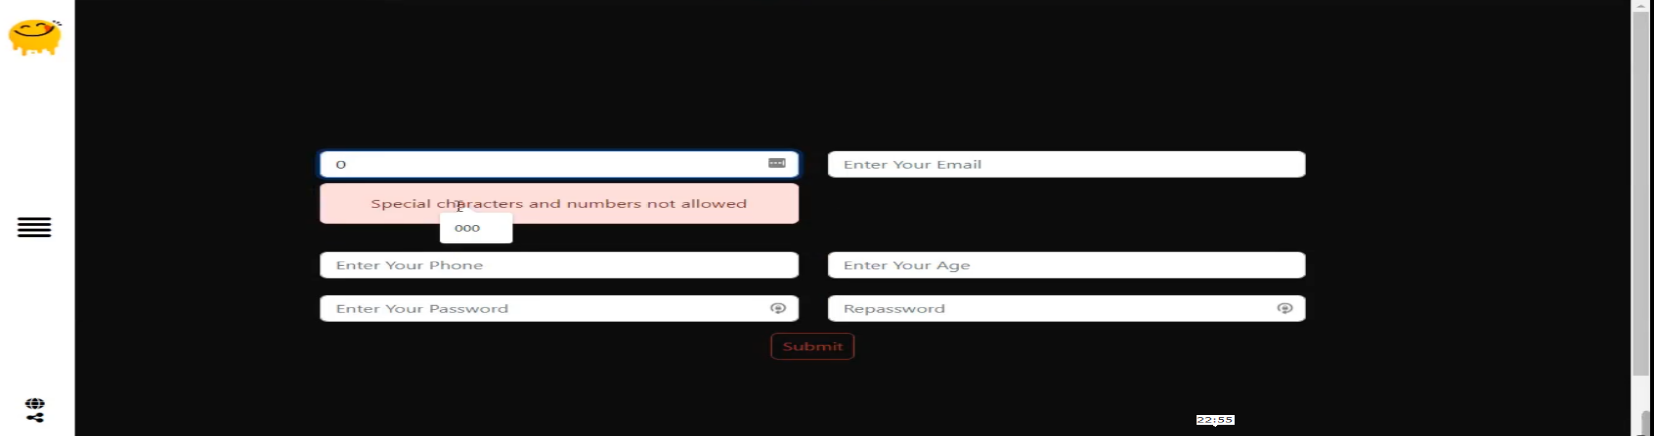 0
Enter Your Email
Special characters and numbers not allowed
000
Enter Your Phone
Enter Your Age
Enter Your Password
Repassword
Submit
22:55